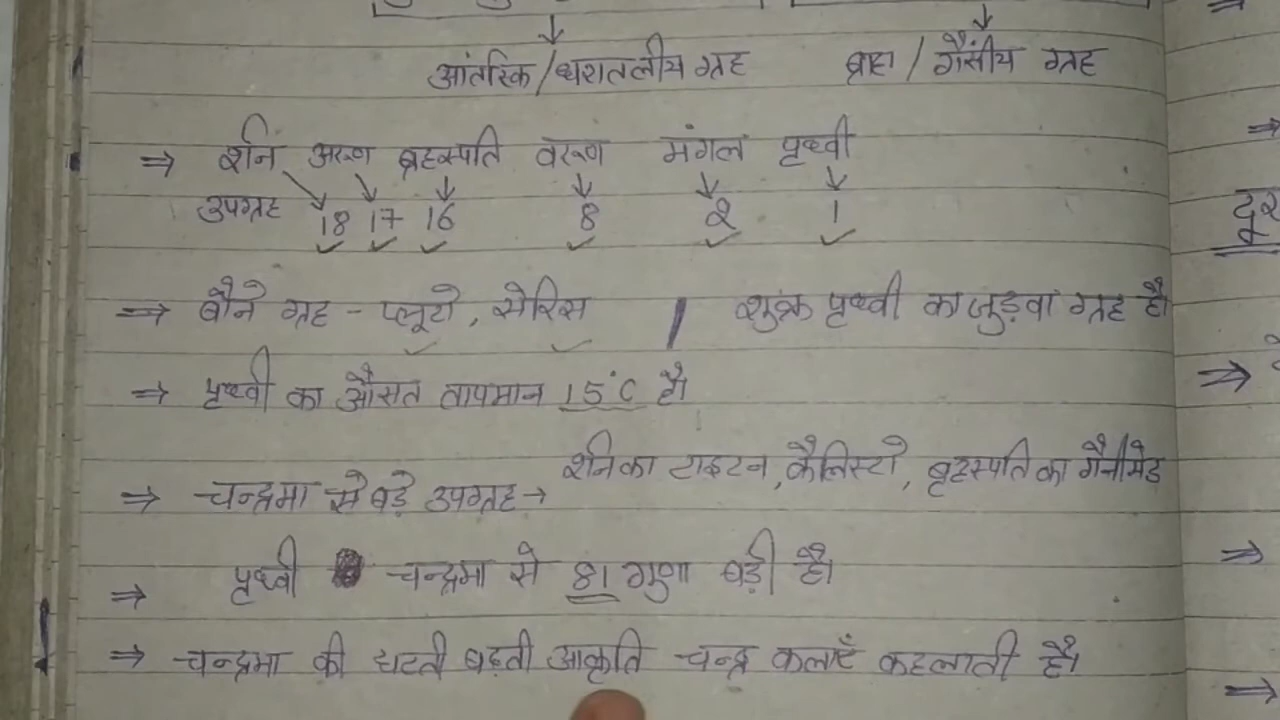 आंतरिक/धरातलीय ग्रह बाह्य / गैसीय ग्रह
⇒ शनि अरुण बृहस्पति वरुण मंगल पृथ्वी
उपग्रह 18 17 16 8 2 1
⇒ बौने ग्रह - प्लूटो, सेरिस / शुक्र पृथ्वी का जुड़वा ग्रह है।
⇒ पृथ्वी का औसत तापमान 15°C है।
⇒ चन्द्रमा से बड़े उपग्रह → शनि का टाइटन, कैलिस्टो, बृहस्पति का गैनीमेड
⇒ पृथ्वी चन्द्रमा से 81 गुणा बड़ी है।
⇒ चन्द्रमा की घटती बढ़ती आकृति चन्द्र कलाएँ कहलाती है।